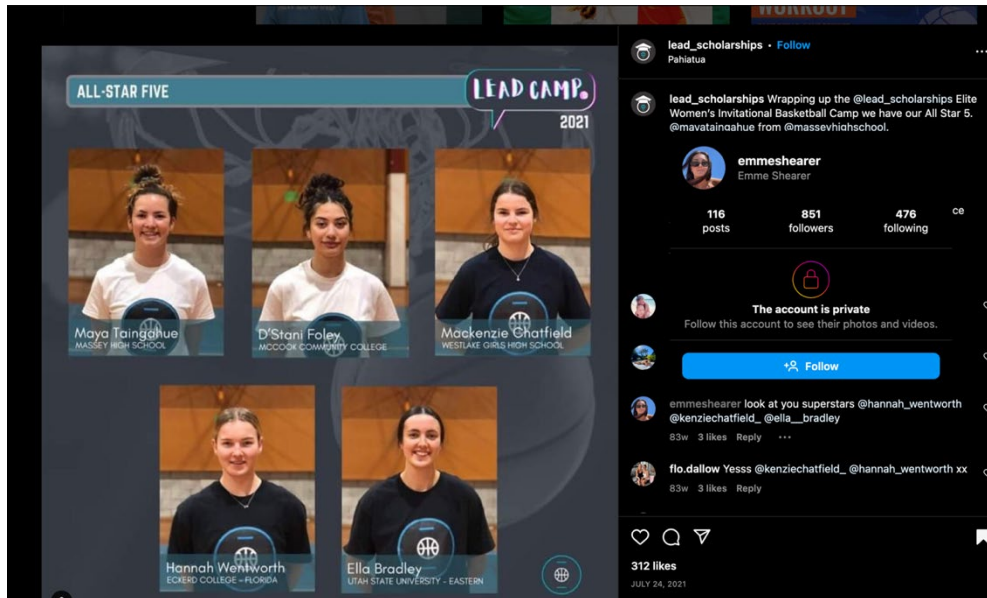 WORKOUT
ALL-STAR FIVE
LEAD CAMP.
2021
Maya Taingahue
MASSEY HIGH SCHOOL
D'Stani Foley
MCCOOK COMMUNITY COLLEGE
Mackenzie Chatfield
WESTLAKE GIRLS HIGH SCHOOL
Hannah Wentworth
ECKERD COLLEGE - FLORIDA
Ella Bradley
UTAH STATE UNIVERSITY - EASTERN
lead_scholarships • Follow
Pahiatua
lead_scholarships Wrapping up the @lead_scholarships Elite
Women's Invitational Basketball Camp we have our All Star 5.
@mayataingahue from @masseyhighschool.
emmeshearer
Emme Shearer
116 851 476
posts followers following
ce
The account is private
Follow this account to see their photos and videos.
Follow
emmeshearer look at you superstars @hannah_wentworth
@kenziechatfield_ @ella__bradley
83w 3 likes Reply ...
flo.dallow Yesss @kenziechatfield_ @hannah_wentworth xx
83w 3 likes Reply
312 likes
JULY 24, 2021